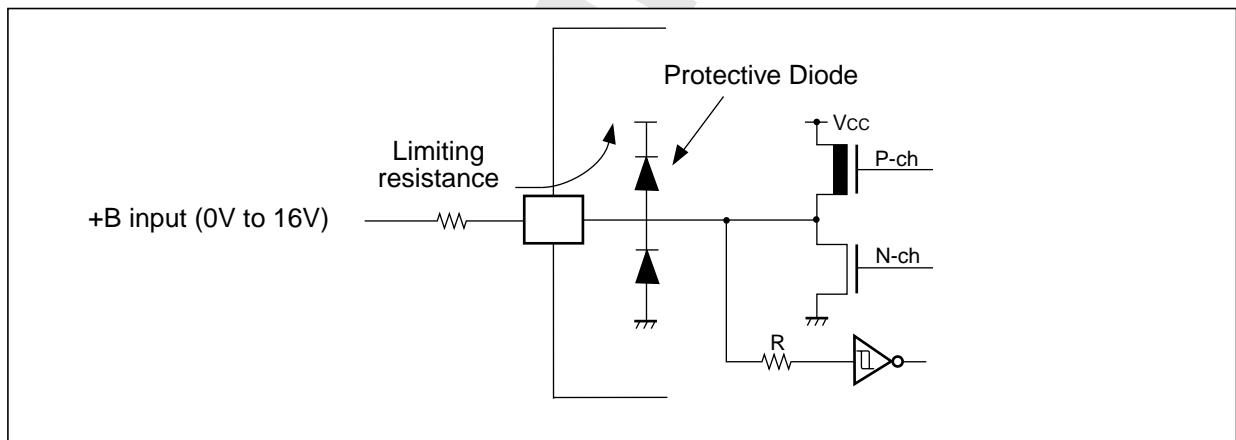 Protective Diode
VCC
Limiting
resistance
P-ch
+B input (0V to 16V)
N-ch
R